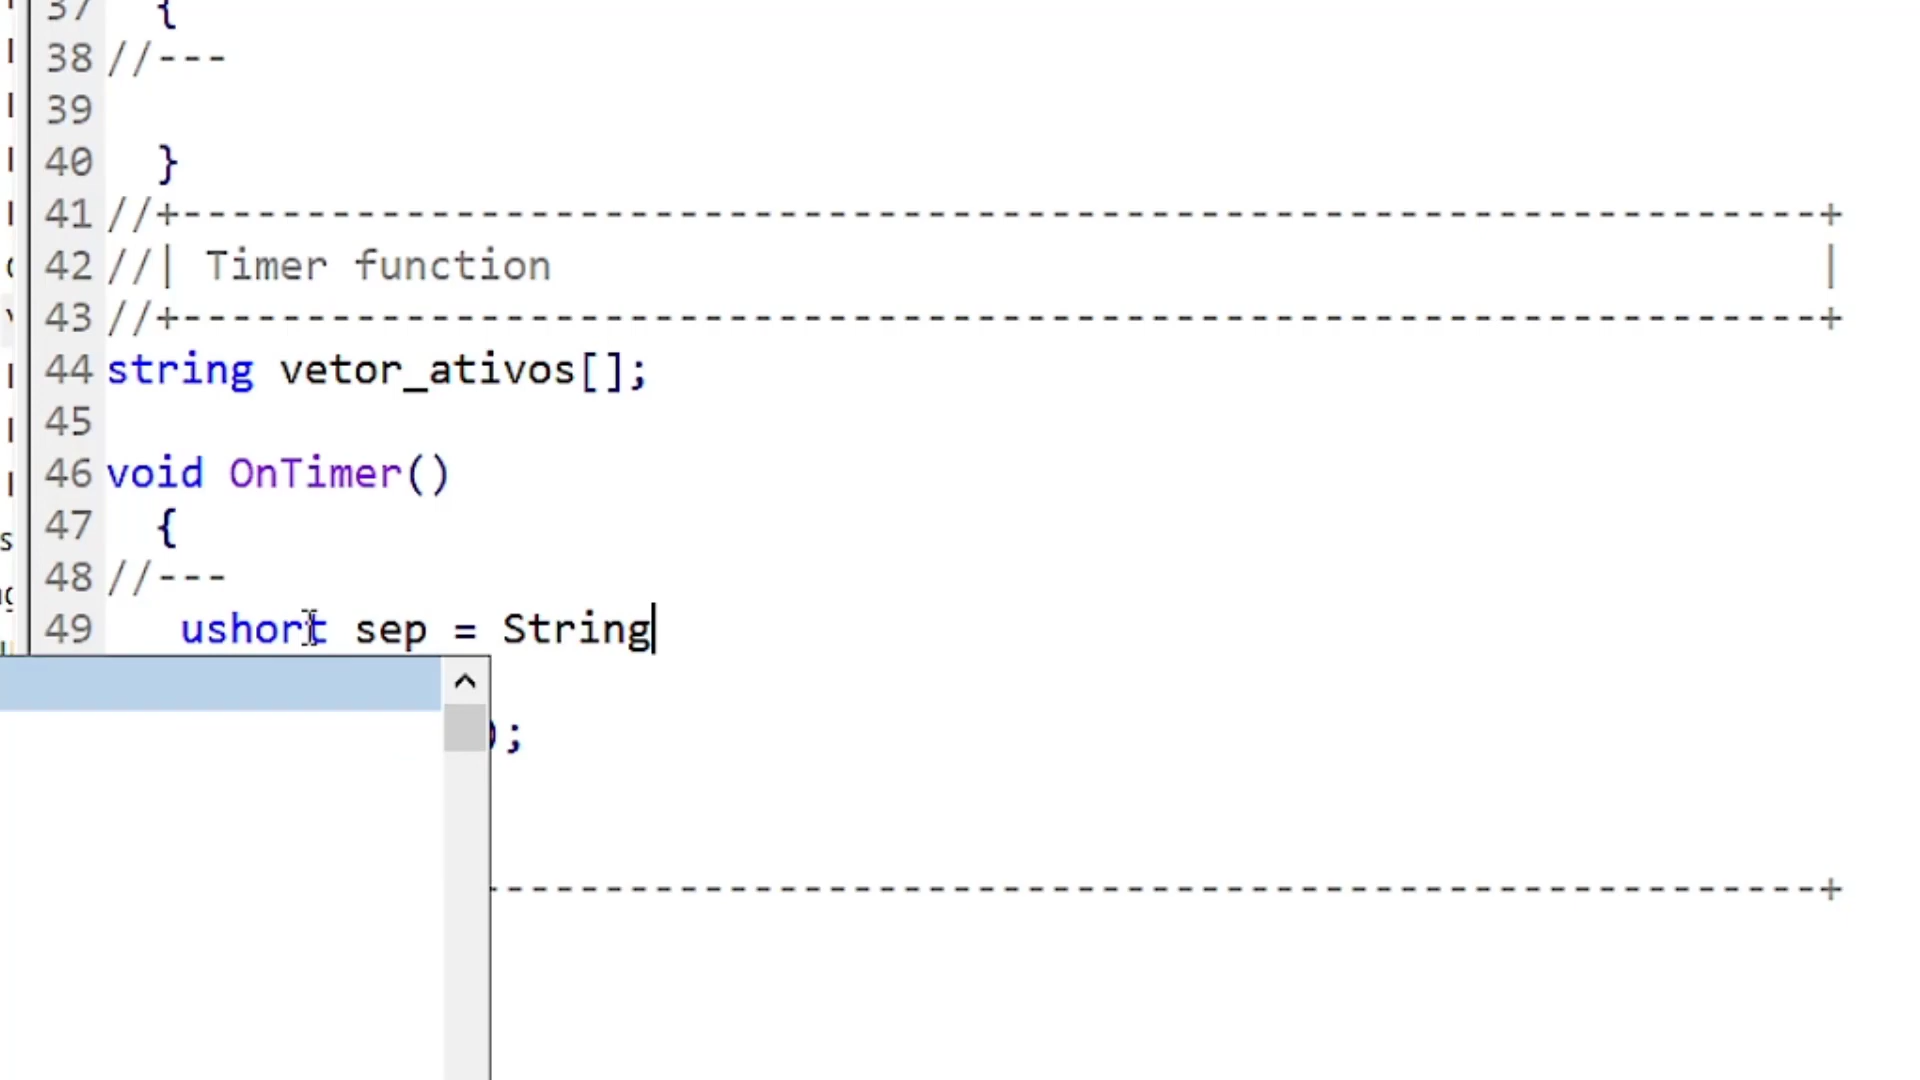 37 {
38 //---
39
40 }
41 //+------------------------------------------------------------------+
42 //| Timer function |
43 //+------------------------------------------------------------------+
44 string vetor_ativos[];
45
46 void OnTimer()
47 {
48 //---
49 ushort sep = String
);
------------------------------------------------------+